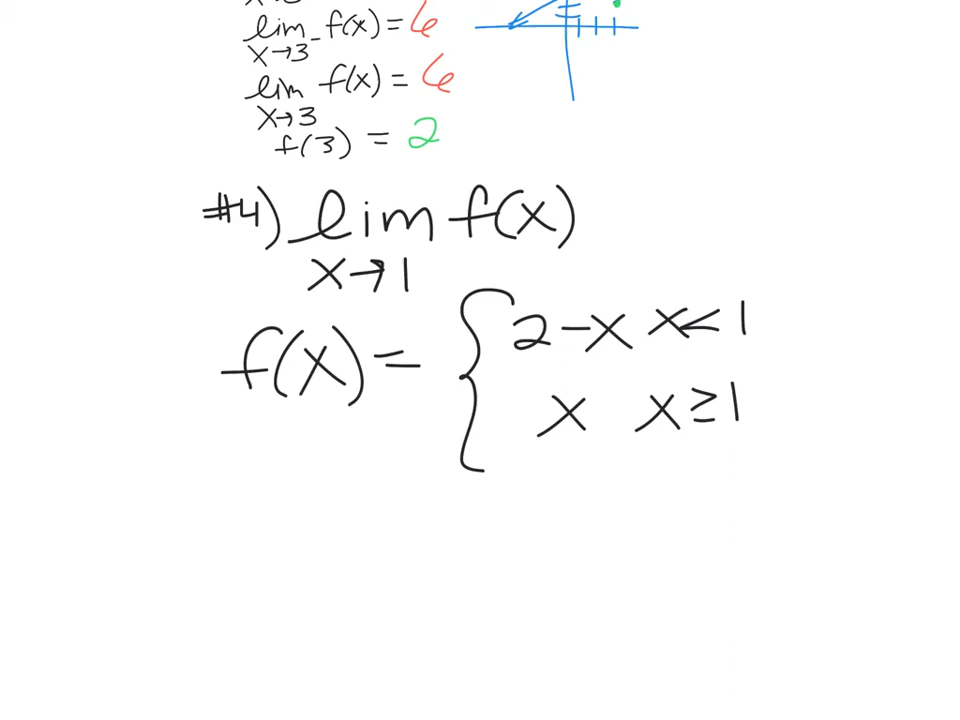 lim f(x) = 6
x→3⁻
lim f(x) = 6
x→3
f(3) = 2
#4) lim f(x)
x→1
f(x) = { 2-x x<1
x x≥1